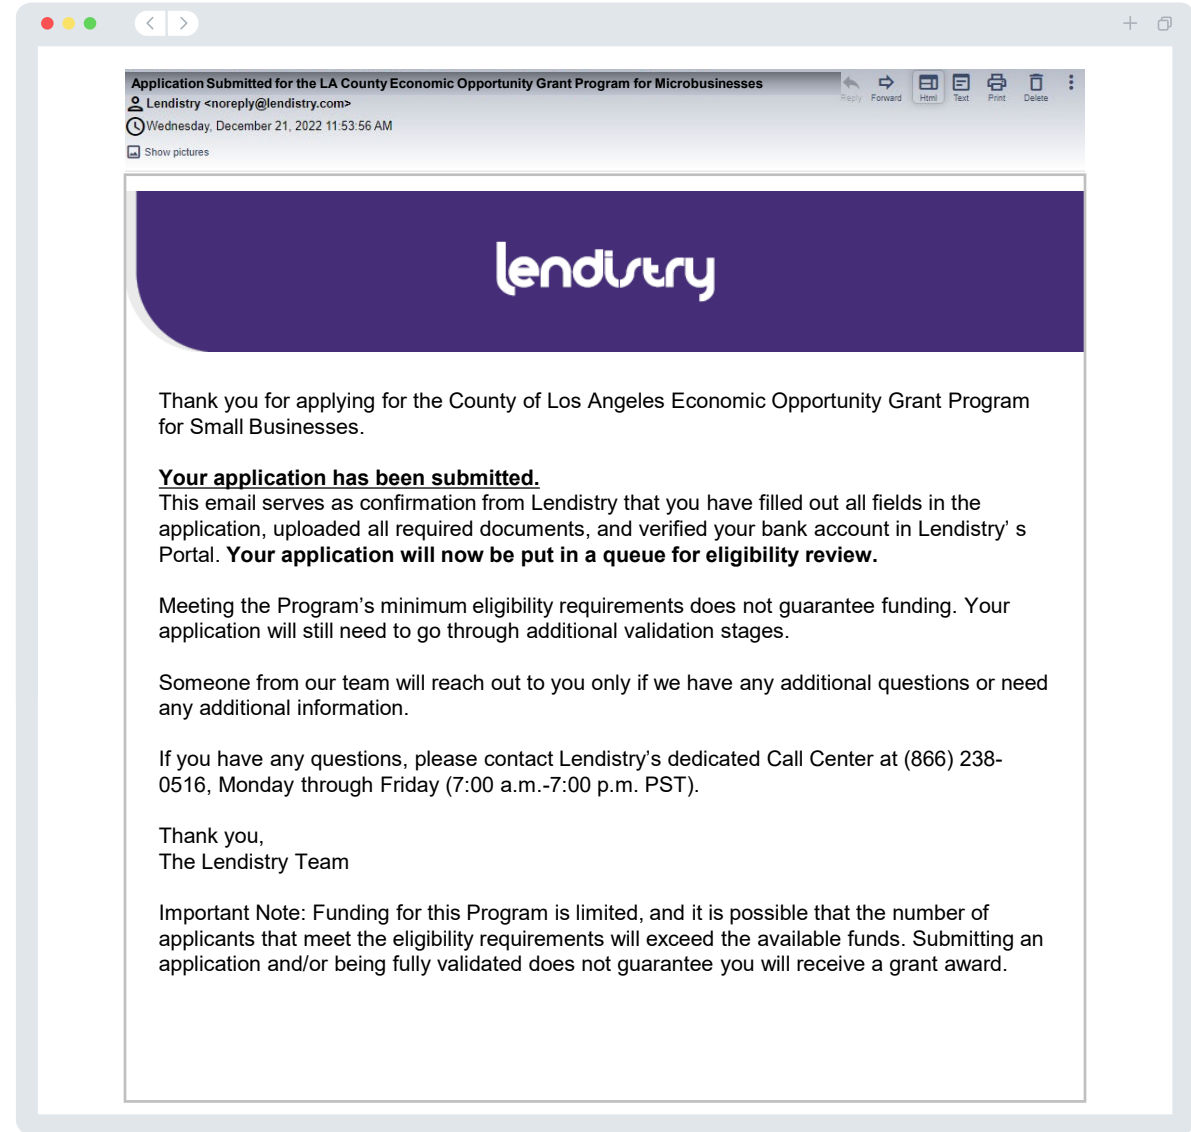 Application Submitted for the LA County Economic Opportunity Grant Program for Microbusinesses
Lendistry <noreply@lendistry.com>
Wednesday, December 21, 2022 11:53:56 AM
Show pictures
Reply Forward Html Text Print Delete
lendistry
Thank you for applying for the County of Los Angeles Economic Opportunity Grant Program
for Small Businesses.
Your application has been submitted.
This email serves as confirmation from Lendistry that you have filled out all fields in the
application, uploaded all required documents, and verified your bank account in Lendistry’ s
Portal. Your application will now be put in a queue for eligibility review.
Meeting the Program’s minimum eligibility requirements does not guarantee funding. Your
application will still need to go through additional validation stages.
Someone from our team will reach out to you only if we have any additional questions or need
any additional information.
If you have any questions, please contact Lendistry’s dedicated Call Center at (866) 238-
0516, Monday through Friday (7:00 a.m.-7:00 p.m. PST).
Thank you,
The Lendistry Team
Important Note: Funding for this Program is limited, and it is possible that the number of
applicants that meet the eligibility requirements will exceed the available funds. Submitting an
application and/or being fully validated does not guarantee you will receive a grant award.